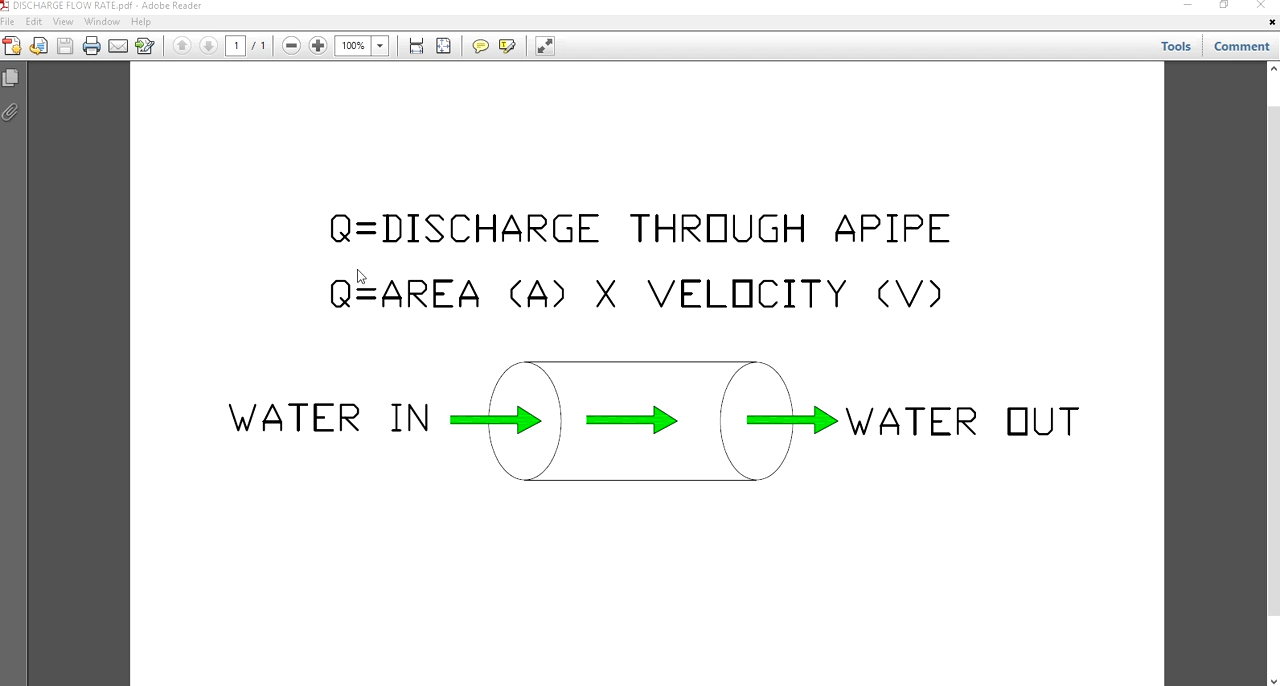 DISCHARGE FLOW RATE.pdf - Adobe Reader
File Edit View Window Help
1 / 1 100% Tools Comment
Q=DISCHARGE THROUGH APIPE
Q=AREA (A) X VELOCITY (V)
WATER IN WATER OUT